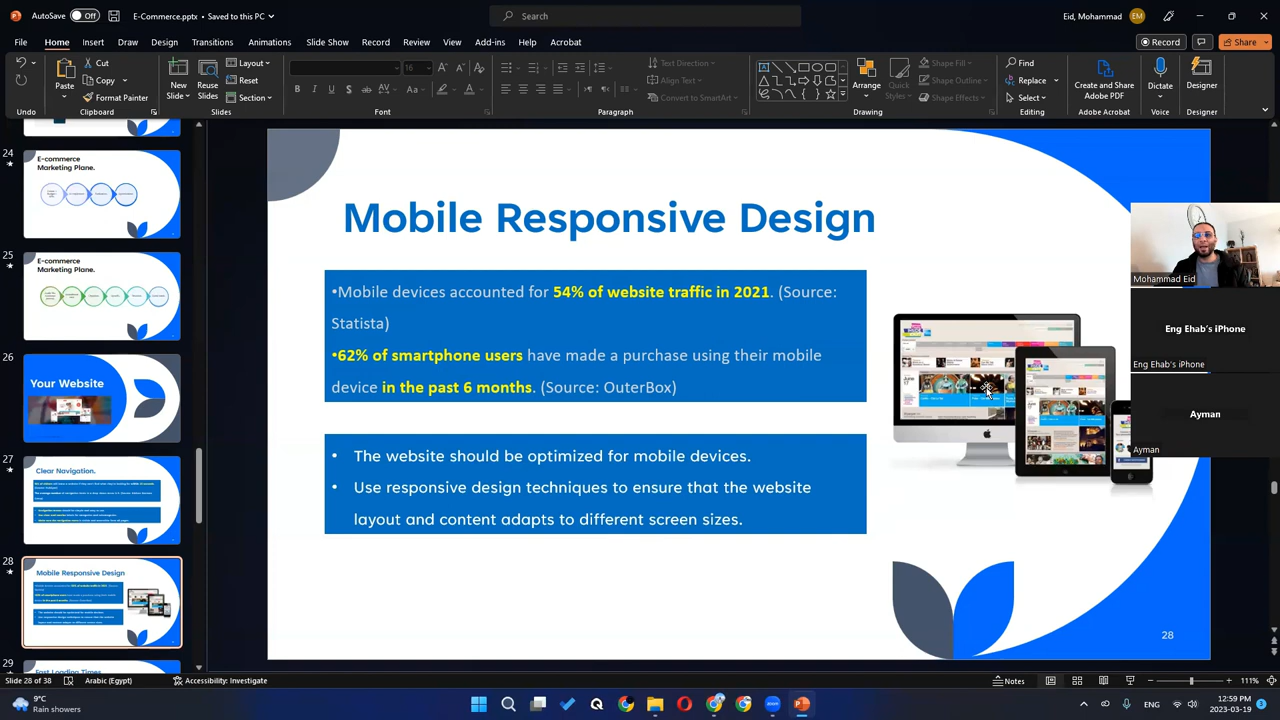 AutoSave Off E-Commerce.pptx • Saved to this PC Search Eid, Mohammad EM
File Home Insert Draw Design Transitions Animations Slide Show Record Review View Add-ins Help Acrobat Record Share
Paste Cut Copy Format Painter New Slide Reuse Slides Layout Reset Section 16 Text Direction Align Text Convert to SmartArt Arrange Quick Styles Shape Fill Shape Outline Shape Effects Find Replace Select Create and Share Adobe PDF Dictate Designer
Undo Clipboard Slides Font Paragraph Drawing Editing Adobe Acrobat Voice Designer
24
E-commerce
Marketing Plane.
25
E-commerce
Marketing Plane.
26
Your Website
27
Clear Navigation.
28
Mobile Responsive Design
29
Fast Loading Times
Mobile Responsive Design
•Mobile devices accounted for 54% of website traffic in 2021. (Source:
Statista)
•62% of smartphone users have made a purchase using their mobile
device in the past 6 months. (Source: OuterBox)
• The website should be optimized for mobile devices.
• Use responsive design techniques to ensure that the website
layout and content adapts to different screen sizes.
28
Mohammad Eid
Eng Ehab's iPhone
Eng Ehab's iPhone
Ayman
Ayman
Slide 28 of 38 Arabic (Egypt) Accessibility: Investigate Notes 111%
9°C
Rain showers
zoom
ENG
12:59 PM
2023-03-19